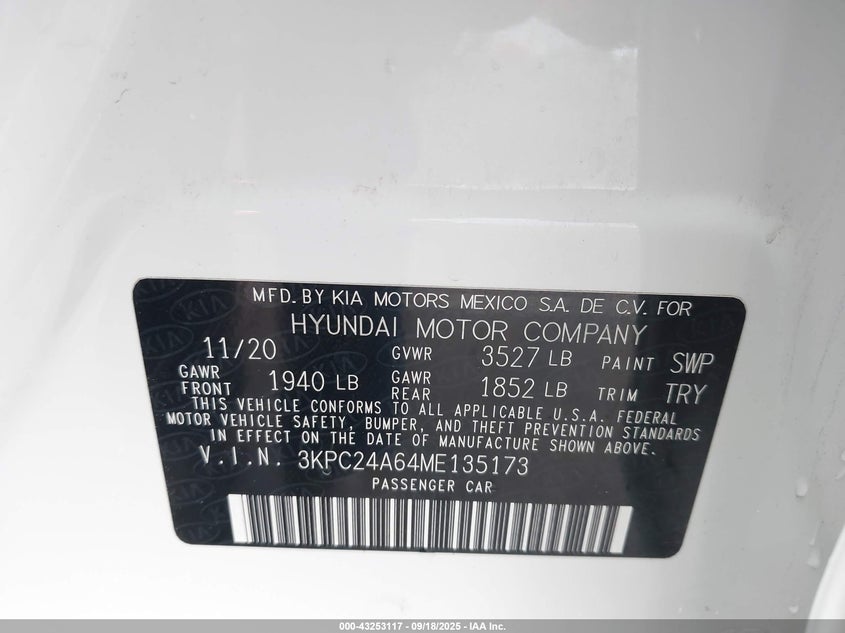 MFD. BY KIA MOTORS MEXICO S.A. DE C.V. FOR
HYUNDAI MOTOR COMPANY
11/20 GVWR 3527 LB PAINT SWP
GAWR FRONT 1940 LB GAWR REAR 1852 LB TRIM TRY
THIS VEHICLE CONFORMS TO ALL APPLICABLE U.S.A. FEDERAL
MOTOR VEHICLE SAFETY, BUMPER, AND THEFT PREVENTION STANDARDS
IN EFFECT ON THE DATE OF MANUFACTURE SHOWN ABOVE.
V.I.N. 3KPC24A64ME135173
PASSENGER CAR
000-43253117 - 09/18/2025 - IAA Inc.